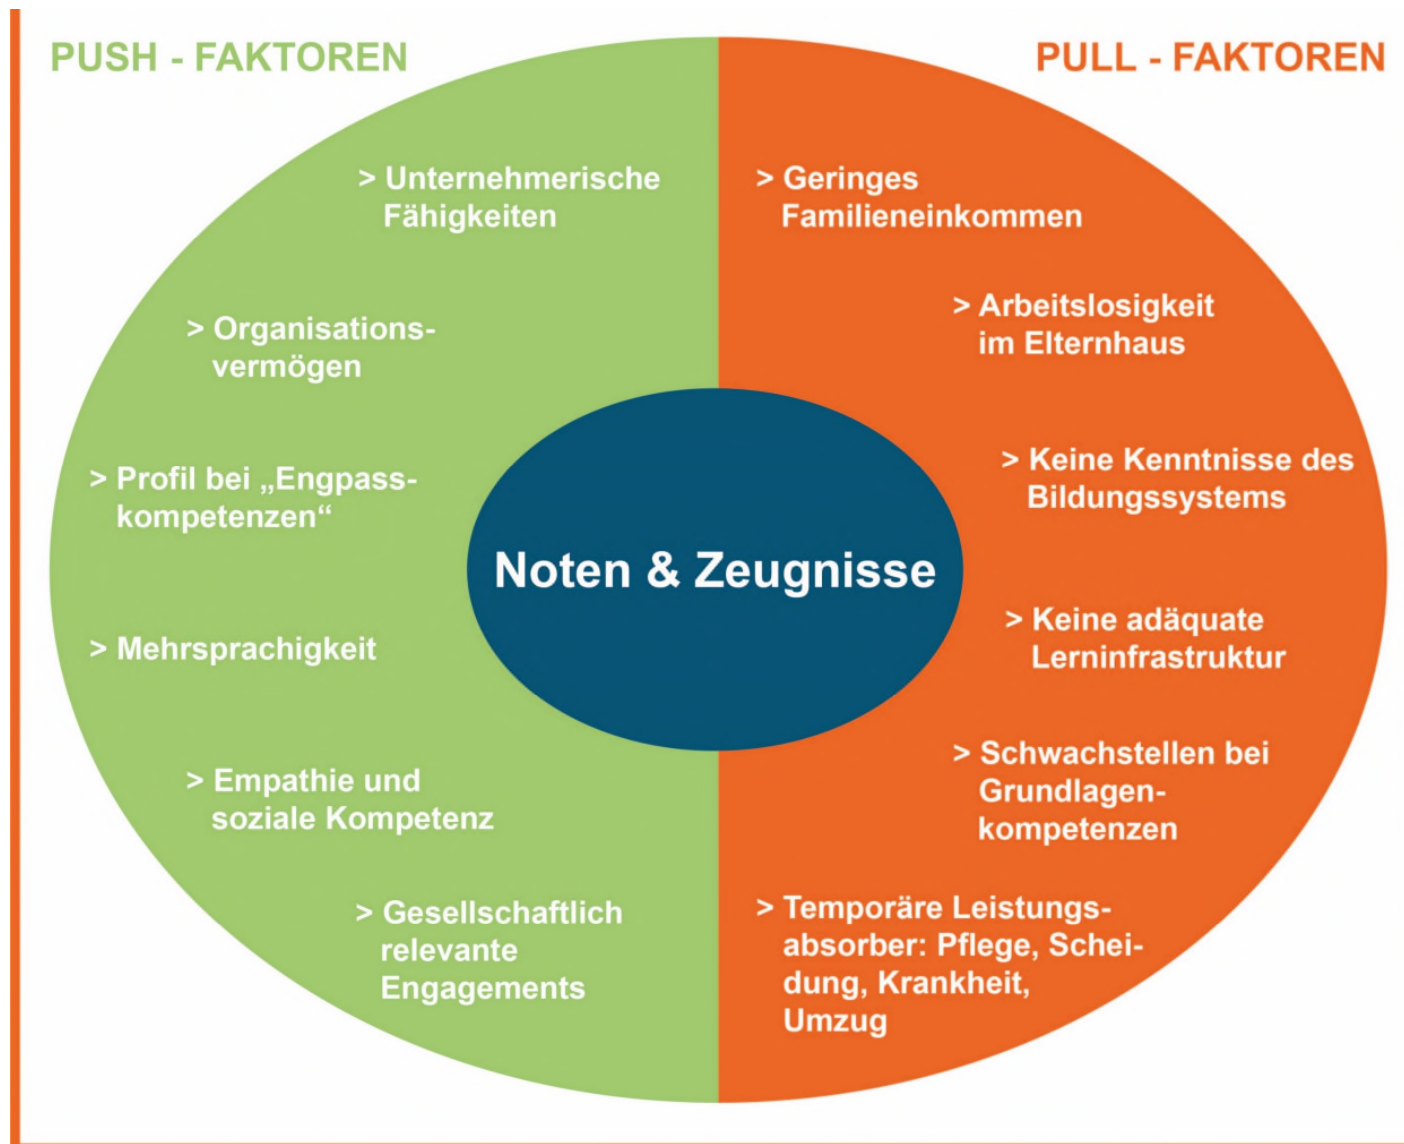 PUSH - FAKTOREN
> Unternehmerische
Fähigkeiten
> Organisations-
vermögen
> Profil bei „Engpass-
kompetenzen“
> Mehrsprachigkeit
> Empathie und
soziale Kompetenz
> Gesellschaftlich
relevante
Engagements
Noten & Zeugnisse
PULL - FAKTOREN
> Geringes
Familieneinkommen
> Arbeitslosigkeit
im Elternhaus
> Keine Kenntnisse des
Bildungssystems
> Keine adäquate
Lerninfrastruktur
> Schwachstellen bei
Grundlagen-
kompetenzen
> Temporäre Leistungs-
absorber: Pflege, Schei-
dung, Krankheit,
Umzug